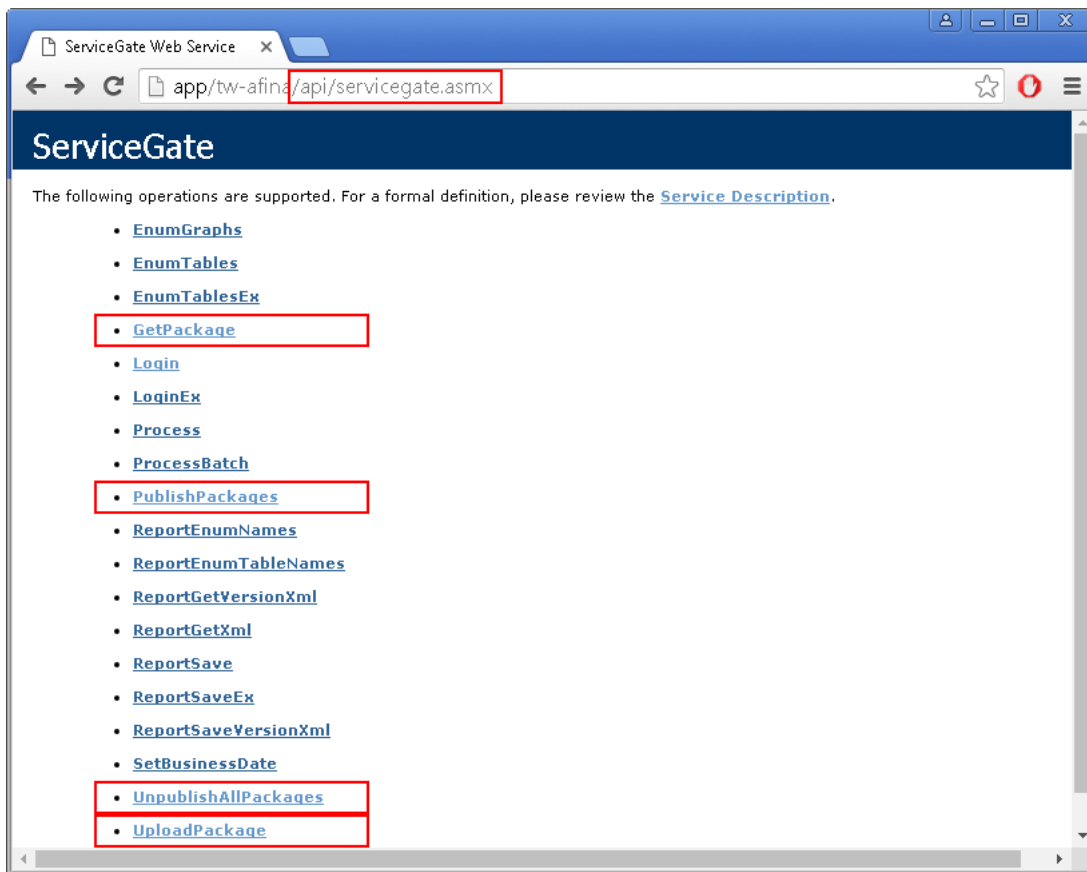 ServiceGate Web Service
app/tw-afina/api/servicegate.asmx
ServiceGate
The following operations are supported. For a formal definition, please review the Service Description.
EnumGraphs
EnumTables
EnumTablesEx
GetPackage
Login
LoginEx
Process
ProcessBatch
PublishPackages
ReportEnumNames
ReportEnumTableNames
ReportGetVersionXml
ReportGetXml
ReportSave
ReportSaveEx
ReportSaveVersionXml
SetBusinessDate
UnpublishAllPackages
UploadPackage